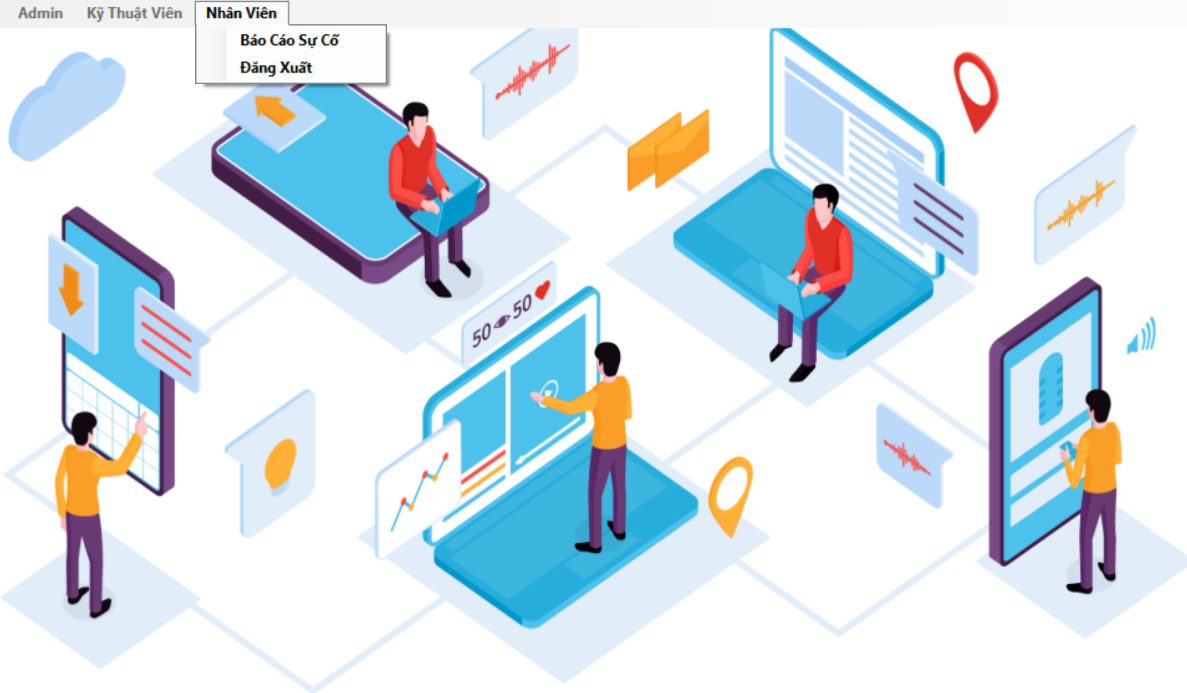 Admin Kỹ Thuật Viên Nhân Viên
Báo Cáo Sự Cố
Đăng Xuất
50 50